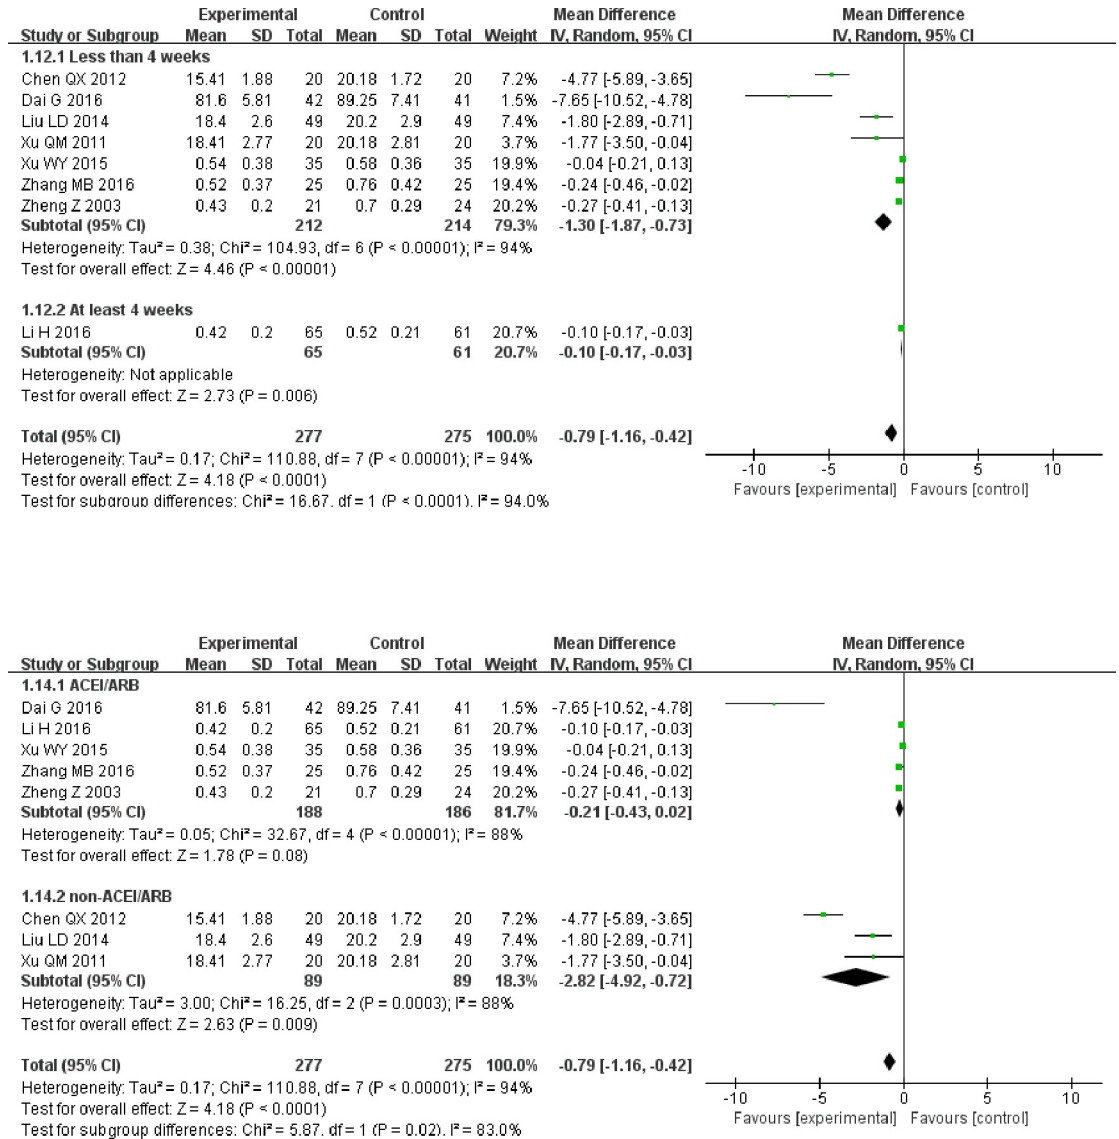 Experimental Control Mean Difference Mean Difference
Study or Subgroup Mean SD Total Mean SD Total Weight IV, Random, 95% CI IV, Random, 95% CI
1.12.1 Less than 4 weeks
Chen QX 2012 15.41 1.88 20 20.18 1.72 20 7.2% -4.77 [-5.89, -3.65]
Dai G 2016 81.6 5.81 42 89.25 7.41 41 1.5% -7.65 [-10.52, -4.78]
Liu LD 2014 18.4 2.6 49 20.2 2.9 49 7.4% -1.80 [-2.89, -0.71]
Xu QM 2011 18.41 2.77 20 20.18 2.81 20 3.7% -1.77 [-3.50, -0.04]
Xu WY 2015 0.54 0.38 35 0.58 0.36 35 19.9% -0.04 [-0.21, 0.13]
Zhang MB 2016 0.52 0.37 25 0.76 0.42 25 19.4% -0.24 [-0.46, -0.02]
Zheng Z 2003 0.43 0.2 21 0.7 0.29 24 20.2% -0.27 [-0.41, -0.13]
Subtotal (95% CI) 212 214 79.3% -1.30 [-1.87, -0.73]
Heterogeneity: Tau² = 0.38; Chi² = 104.93, df = 6 (P < 0.00001); I² = 94%
Test for overall effect: Z = 4.46 (P < 0.00001)
1.12.2 At least 4 weeks
Li H 2016 0.42 0.2 65 0.52 0.21 61 20.7% -0.10 [-0.17, -0.03]
Subtotal (95% CI) 65 61 20.7% -0.10 [-0.17, -0.03]
Heterogeneity: Not applicable
Test for overall effect: Z = 2.73 (P = 0.006)
Total (95% CI) 277 275 100.0% -0.79 [-1.16, -0.42]
Heterogeneity: Tau² = 0.17; Chi² = 110.88, df = 7 (P < 0.00001); I² = 94%
Test for overall effect: Z = 4.18 (P < 0.0001)
Test for subgroup differences: Chi² = 16.67, df = 1 (P < 0.0001), I² = 94.0%
-10 -5 0 5 10
Favours [experimental] Favours [control]
Experimental Control Mean Difference Mean Difference
Study or Subgroup Mean SD Total Mean SD Total Weight IV, Random, 95% CI IV, Random, 95% CI
1.14.1 ACEI/ARB
Dai G 2016 81.6 5.81 42 89.25 7.41 41 1.5% -7.65 [-10.52, -4.78]
Li H 2016 0.42 0.2 65 0.52 0.21 61 20.7% -0.10 [-0.17, -0.03]
Xu WY 2015 0.54 0.38 35 0.58 0.36 35 19.9% -0.04 [-0.21, 0.13]
Zhang MB 2016 0.52 0.37 25 0.76 0.42 25 19.4% -0.24 [-0.46, -0.02]
Zheng Z 2003 0.43 0.2 21 0.7 0.29 24 20.2% -0.27 [-0.41, -0.13]
Subtotal (95% CI) 188 186 81.7% -0.21 [-0.43, 0.02]
Heterogeneity: Tau² = 0.05; Chi² = 32.67, df = 4 (P < 0.00001); I² = 88%
Test for overall effect: Z = 1.78 (P = 0.08)
1.14.2 non-ACEI/ARB
Chen QX 2012 15.41 1.88 20 20.18 1.72 20 7.2% -4.77 [-5.89, -3.65]
Liu LD 2014 18.4 2.6 49 20.2 2.9 49 7.4% -1.80 [-2.89, -0.71]
Xu QM 2011 18.41 2.77 20 20.18 2.81 20 3.7% -1.77 [-3.50, -0.04]
Subtotal (95% CI) 89 89 18.3% -2.82 [-4.92, -0.72]
Heterogeneity: Tau² = 3.00; Chi² = 16.25, df = 2 (P = 0.0003); I² = 88%
Test for overall effect: Z = 2.63 (P = 0.009)
Total (95% CI) 277 275 100.0% -0.79 [-1.16, -0.42]
Heterogeneity: Tau² = 0.17; Chi² = 110.88, df = 7 (P < 0.00001); I² = 94%
Test for overall effect: Z = 4.18 (P < 0.0001)
Test for subgroup differences: Chi² = 5.87, df = 1 (P = 0.02), I² = 83.0%
-10 -5 0 5 10
Favours [experimental] Favours [control]